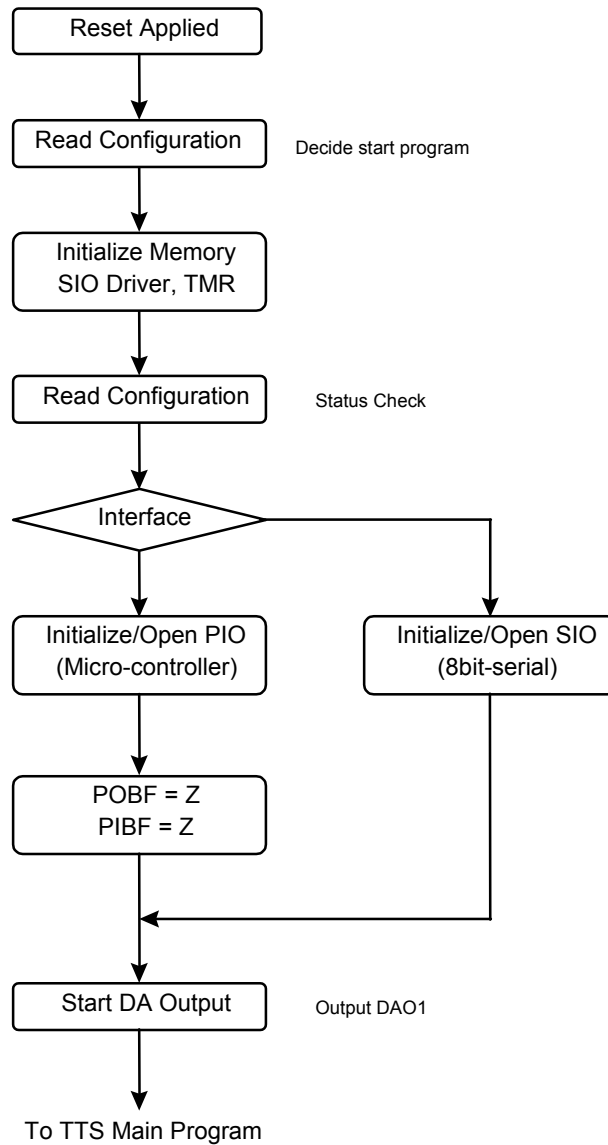 Reset Applied
Read Configuration
Decide start program
Initialize Memory
SIO Driver, TMR
Read Configuration
Status Check
Interface
Initialize/Open PIO
(Micro-controller)
Initialize/Open SIO
(8bit-serial)
POBF = Z
PIBF = Z
Start DA Output
Output DAO1
To TTS Main Program